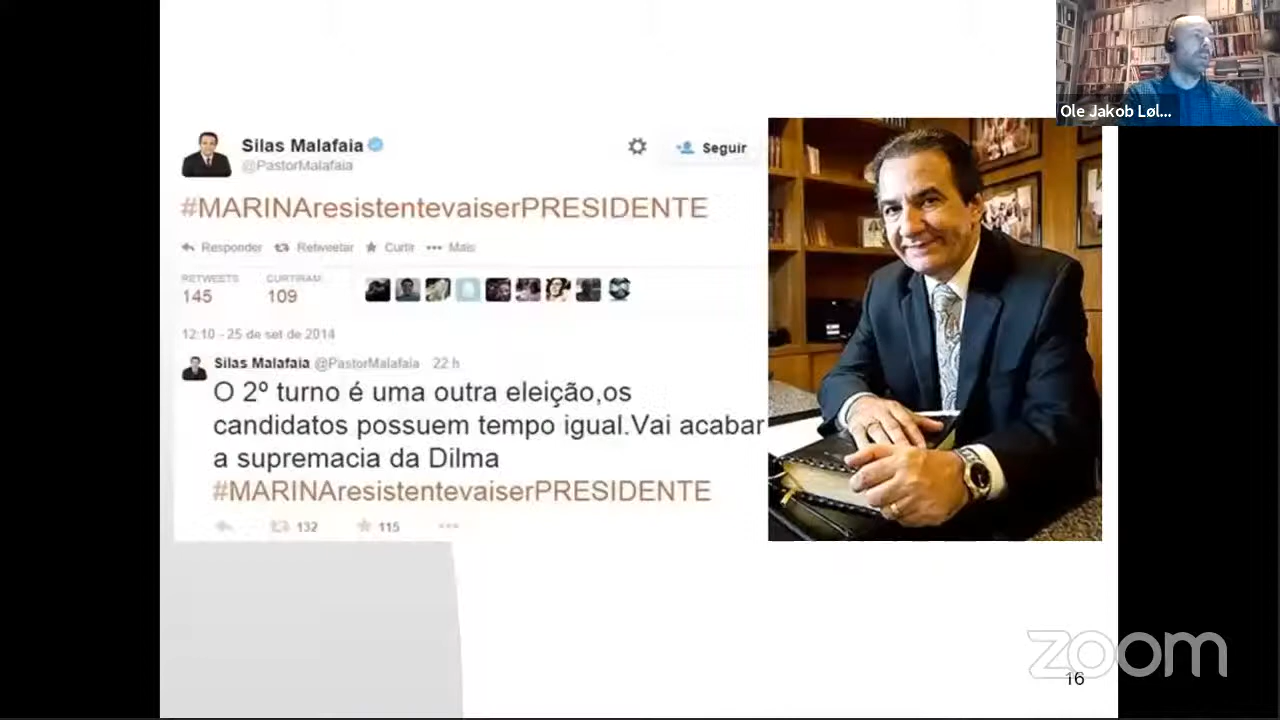 Ole Jakob Løl...
Silas Malafaia
@PastorMalafaia
Seguir
#MARINAresistentevaiserPRESIDENTE
Responder Retweetar Curtir Mais
RETWEETS CURTIRAM
145 109
12:10 - 25 de set de 2014
Silas Malafaia @PastorMalafaia 22 h
O 2º turno é uma outra eleição,os
candidatos possuem tempo igual.Vai acabar
a supremacia da Dilma
#MARINAresistentevaiserPRESIDENTE
132 115
zoom
16